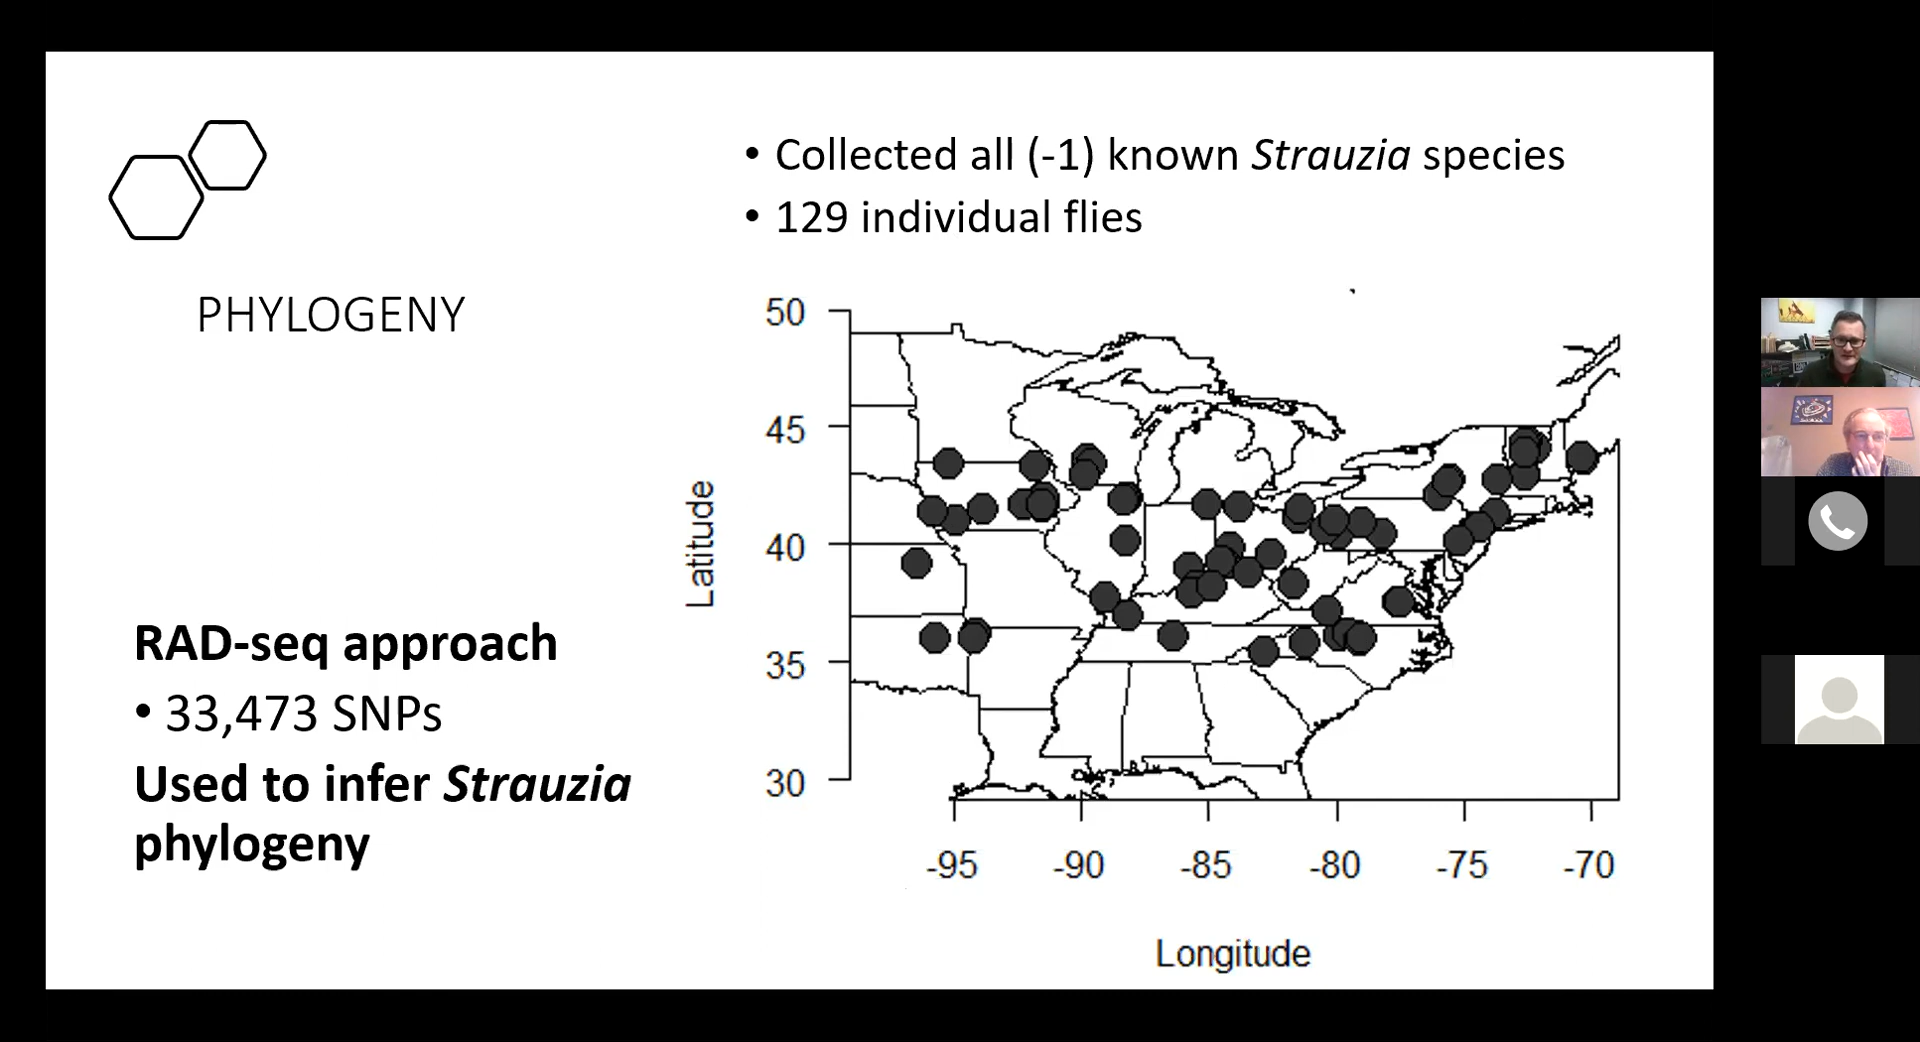 • Collected all (-1) known Strauzia species
• 129 individual flies
PHYLOGENY
RAD-seq approach
• 33,473 SNPs
Used to infer Strauzia
phylogeny
50
45
40
35
30
Latitude
-95 -90 -85 -80 -75 -70
Longitude